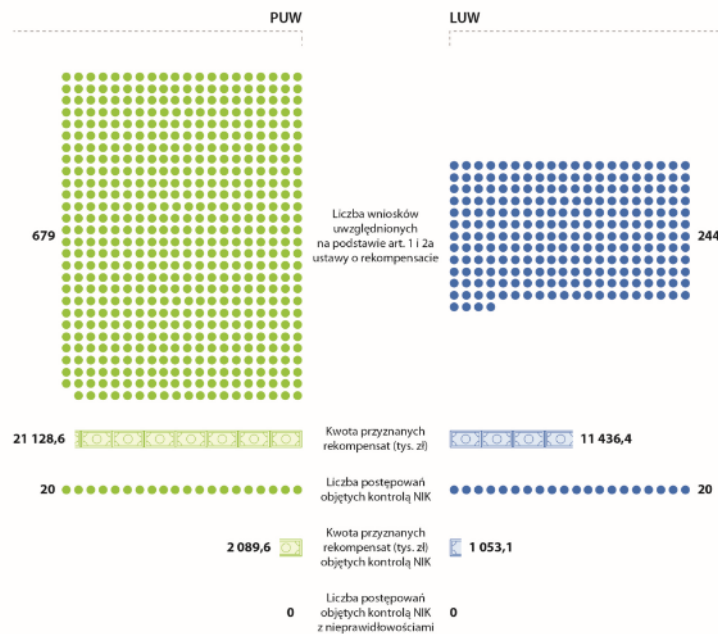 PUW
LUW
679
Liczba wniosków
uwzględnionych
na podstawie art. 1 i 2a
ustawy o rekompensacie
244
21 128,6
Kwota przyznanych
rekompensat (tys. zł)
11 436,4
20
Liczba postępowań
objętych kontrolą NIK
20
2 089,6
Kwota przyznanych
rekompensat (tys. zł)
objętych kontrolą NIK
1 053,1
0
Liczba postępowań
objętych kontrolą NIK
z nieprawidłowościami
0